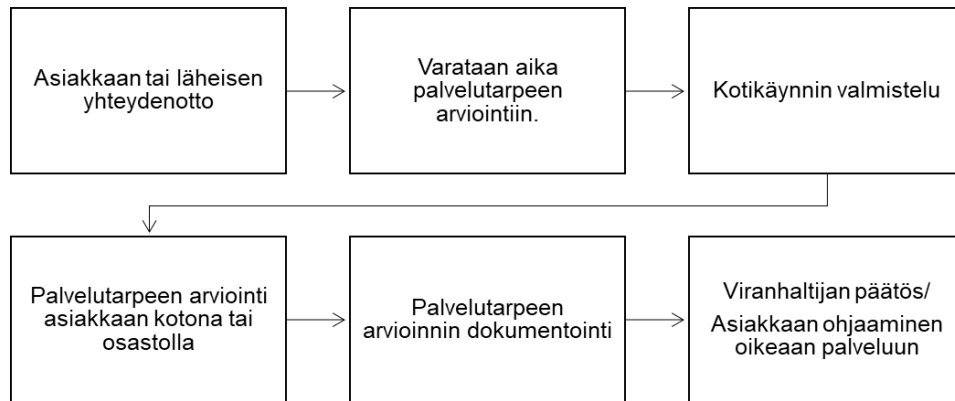 Asiakkaan tai läheisen
yhteydenotto
Varataan aika
palvelutarpeen
arviointiin.
Kotikäynnin valmistelu
Palvelutarpeen arviointi
asiakkaan kotona tai
osastolla
Palvelutarpeen
arvioinnin dokumentointi
Viranhaltijan päätös/
Asiakkaan ohjaaminen
oikeaan palveluun